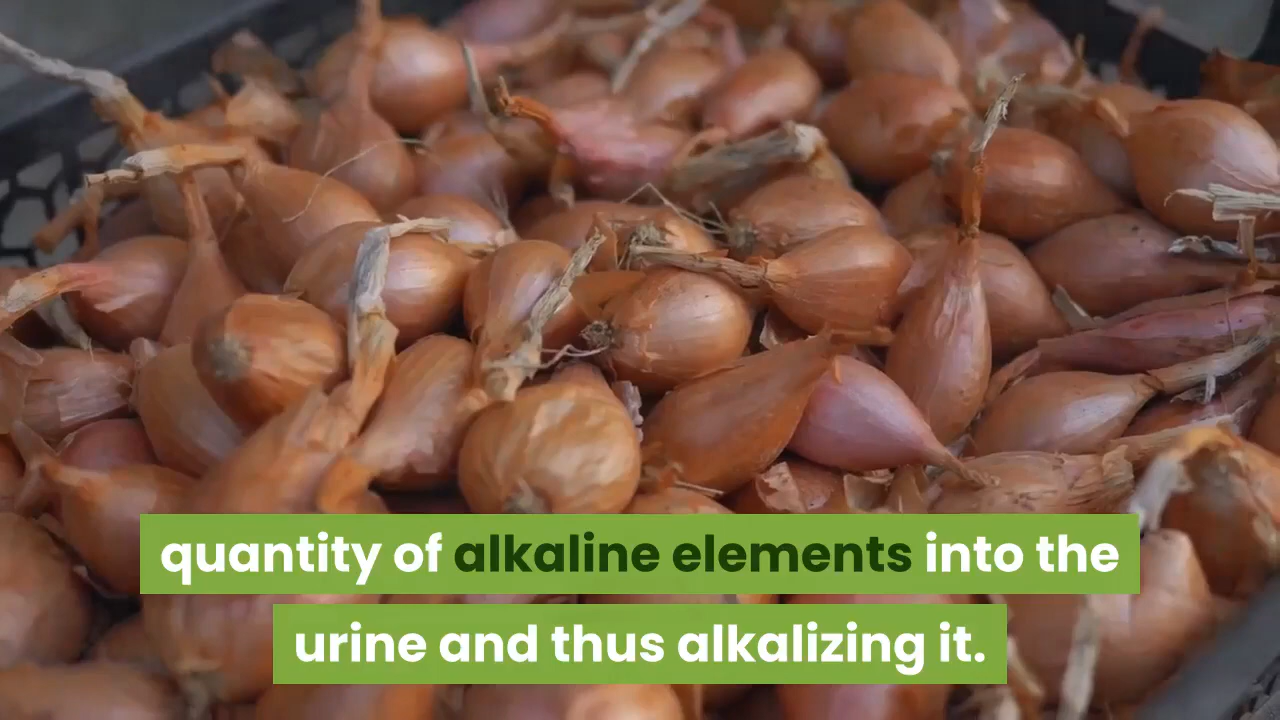 quantity of alkaline elements into the
urine and thus alkalizing it.